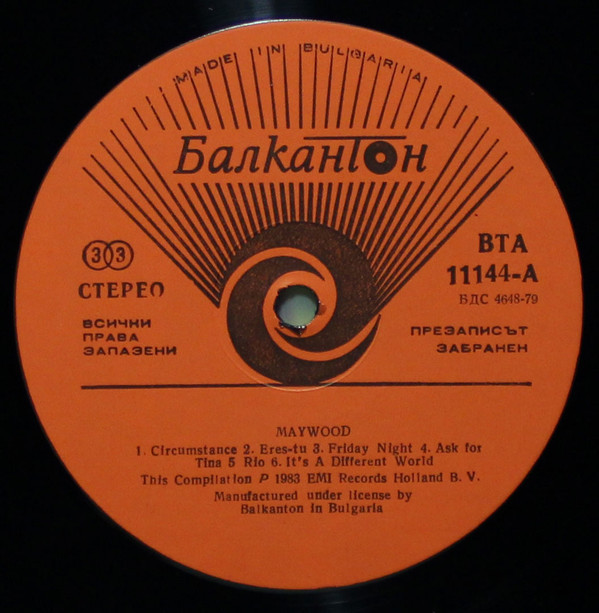 MADE IN BULGARIA
Балкантон
33
СТЕРЕО
ВСИЧКИ
ПРАВА
ЗАПАЗЕНИ
ВТА
11144-А
БДС 4648-79
ПРЕЗАПИСЪТ
ЗАБРАНЕН
MAYWOOD
1. Circumstance 2. Eres-tu 3. Friday Night 4. Ask for
Tina 5 Rio 6. It's A Different World
This Compilation P 1983 EMI Records Holland B. V.
Manufactured under license by
Balkanton in Bulgaria